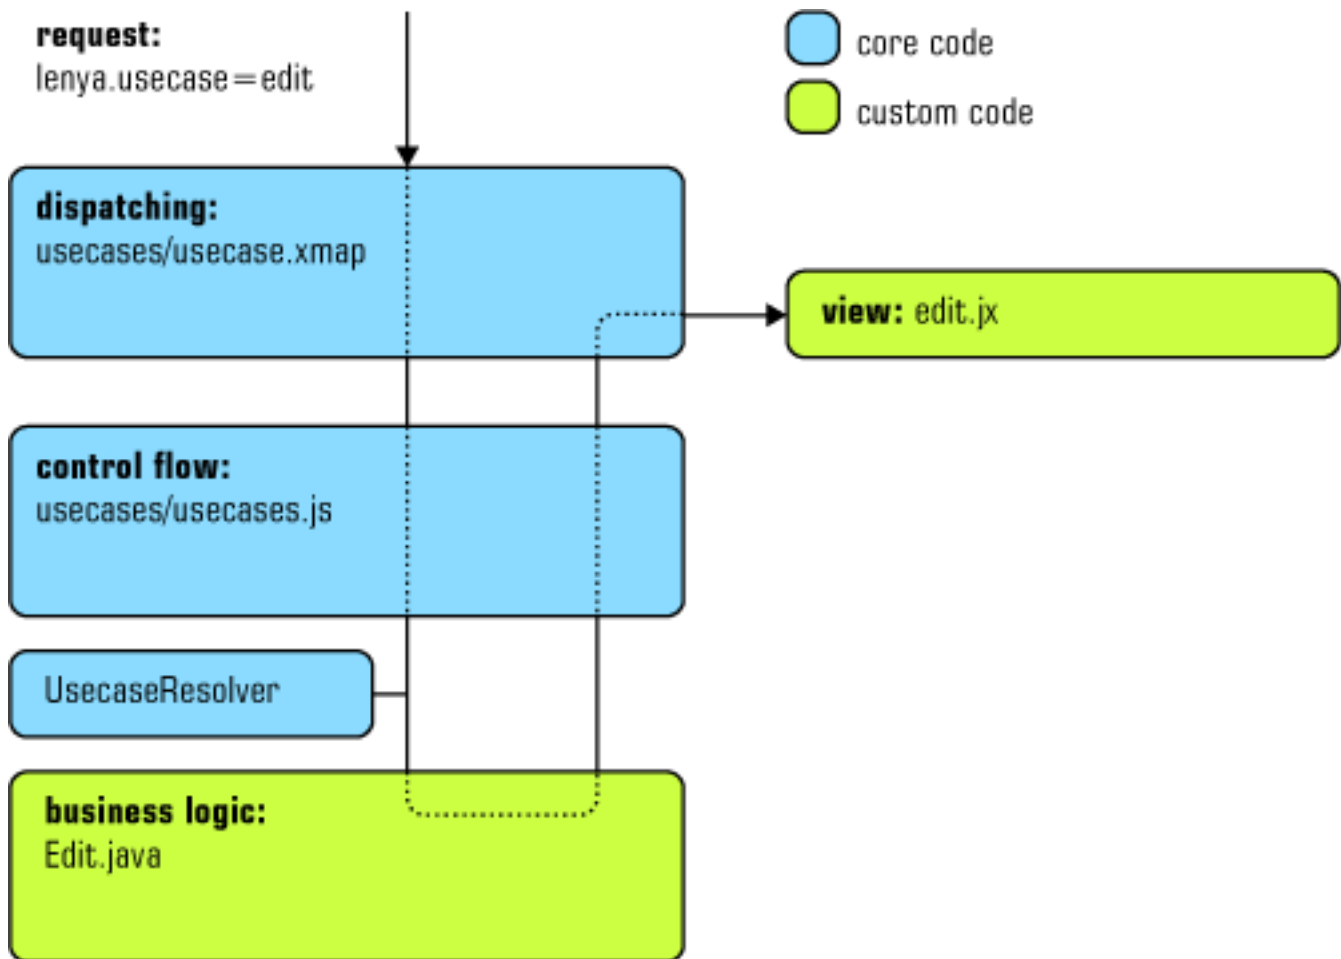 request:
lenya.usecase=edit
core code
custom code
dispatching:
usecases/usecase.xmap
view: edit.jx
control flow:
usecases/usecases.js
UsecaseResolver
business logic:
Edit.java